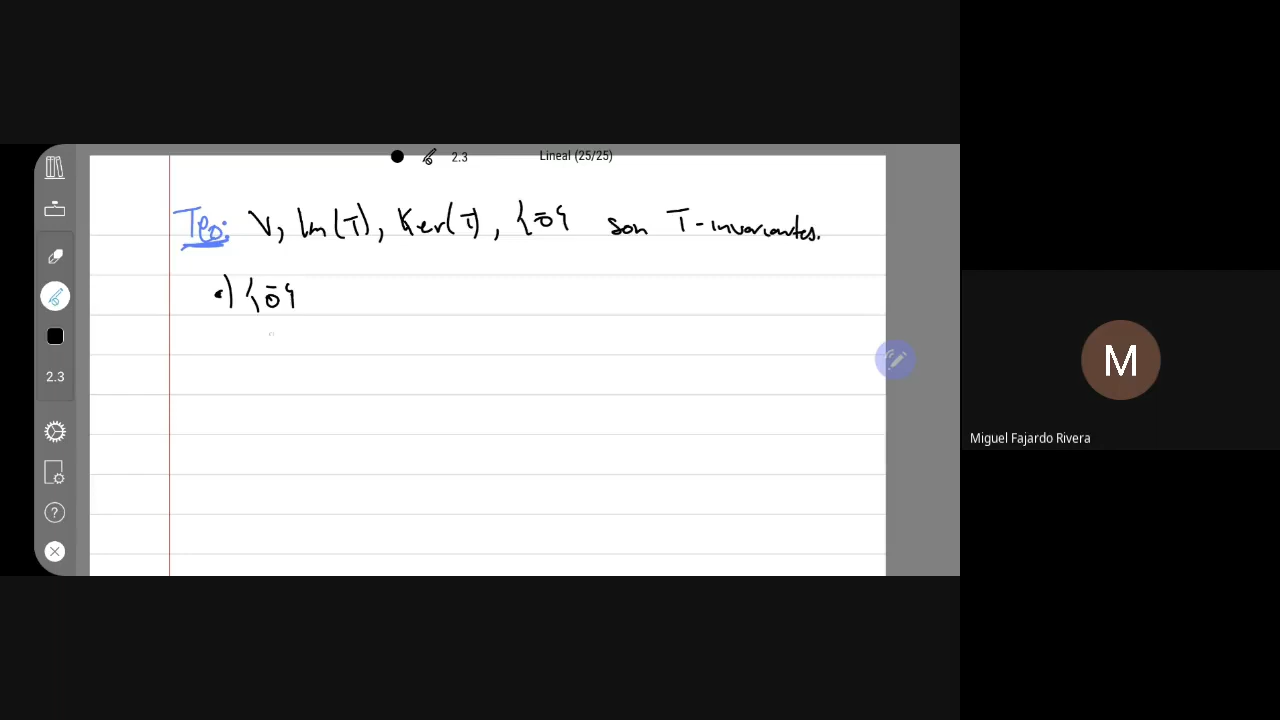 2.3 Lineal (25/25)
Teo: V, Im(T), Ker(T), {0̄} son T-invariantes.
•) {0̄}
2.3
?
M
Miguel Fajardo Rivera